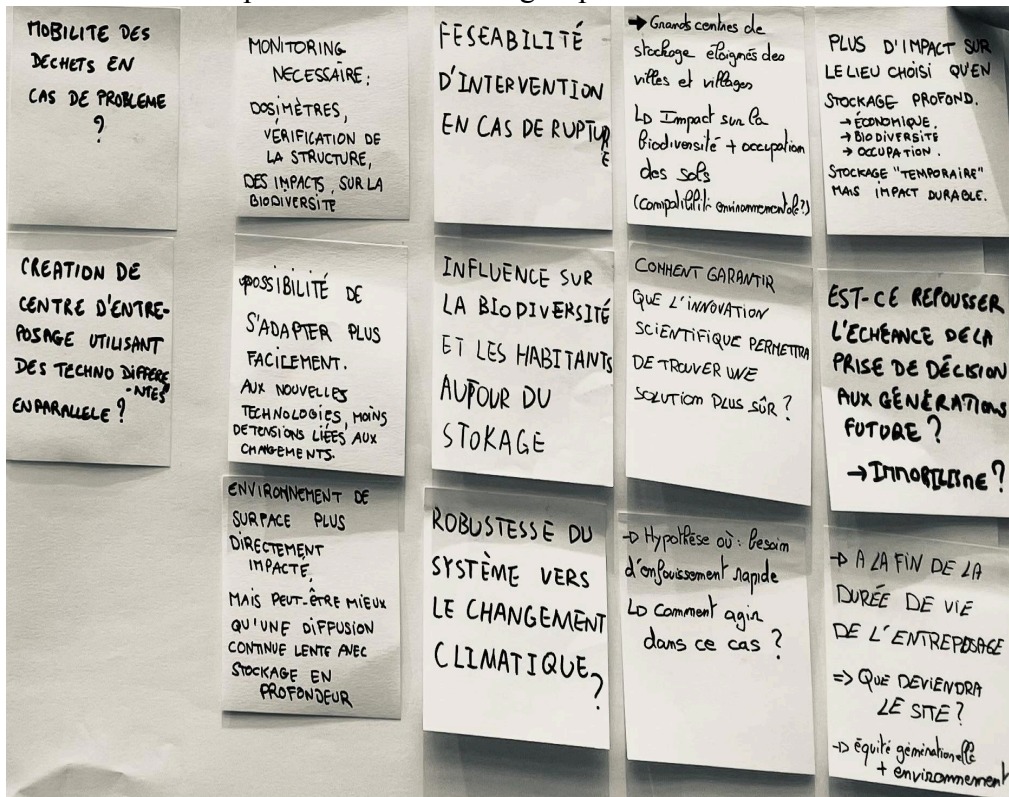 MOBILITE DES
DECHETS EN
CAS DE PROBLEME
?
MONITORING
NECESSAIRE:
DOSIMÈTRES,
VÉRIFICATION DE
LA STRUCTURE,
DES IMPACTS, SUR LA
BIODIVERSITE
FESEABILITÉ
D'INTERVENTION
EN CAS DE RUPTURE
→ Grands centres de
stockage éloignés des
villes et villages
↳ Impact sur la
biodiversité + occupation
des sols
(compatibilité environnementale?)
PLUS D'IMPACT SUR
LE LIEU CHOISI QU'EN
STOCKAGE PROFOND.
→ ÉCONOMIQUE.
→ BIODIVERSITÉ
→ OCCUPATION.
STOCKAGE "TEMPORAIRE"
MAIS IMPACT DURABLE.
CREATION DE
CENTRE D'ENTRE-
POSAGE UTILISANT
DES TECHNO DIFFERE
-NTES
EN PARALLELE?
POSSIBILITÉ DE
S'ADAPTER PLUS
FACILEMENT.
AUX NOUVELLES
TECHNOLOGIES, MOINS
DE TENSIONS LIÉES AUX
CHANGEMENTS.
INFLUENCE SUR
LA BIODIVERSITÉ
ET LES HABITANTS
AUTOUR DU
STOKAGE
COMMENT GARANTIR
QUE L'INNOVATION
SCIENTIFIQUE PERMETTRA
DE TROUVER UNE
SOLUTION PLUS SÛR ?
EST-CE REPOUSSER
L'ÉCHEANCE DE LA
PRISE DE DÉCISION
AUX GÉNÉRATIONS
FUTURE ?
→ IMMOBILISME ?
ENVIRONNEMENT DE
SURFACE PLUS
DIRECTEMENT
IMPACTÉ,
MAIS PEUT-ÊTRE MIEUX
QU'UNE DIFFUSION
CONTINUE LENTE AVEC
STOCKAGE EN
PROFONDEUR
ROBUSTESSE DU
SYSTÈME VERS
LE CHANGEMENT
CLIMATIQUE?
→ Hypothèse où : besoin
d'enfouissement rapide
↳ Comment agir
dans ce cas ?
→ A LA FIN DE LA
DURÉE DE VIE
DE L'ENTREPOSAGE
=> QUE DEVIENDRA
LE SITE ?
→ équité générationelle
+ environnement